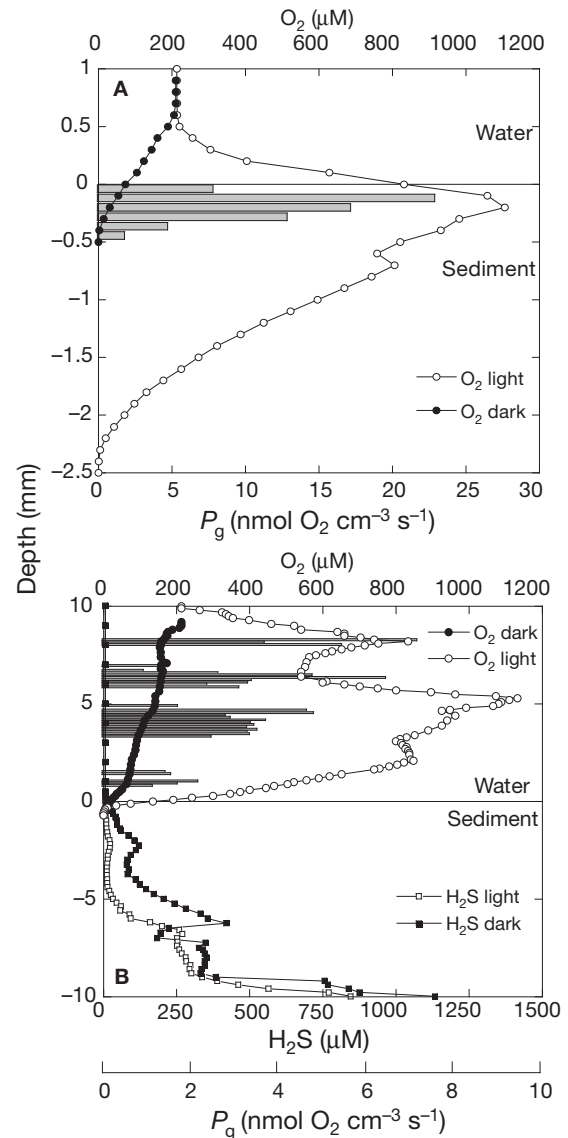 O₂ (µM)
0 200 400 600 800 1000 1200
1
A
0.5
Water
0
−0.5
Sediment
−1
−1.5
O₂ light
O₂ dark
−2
−2.5
0 5 10 15 20 25 30
Pg (nmol O₂ cm⁻³ s⁻¹)
Depth (mm)
O₂ (µM)
0 200 400 600 800 1000 1200
10
O₂ dark
O₂ light
5
Water
0
Sediment
−5
H₂S light
H₂S dark
B
−10
0 250 500 750 1000 1250 1500
H₂S (µM)
0 2 4 6 8 10
Pg (nmol O₂ cm⁻³ s⁻¹)